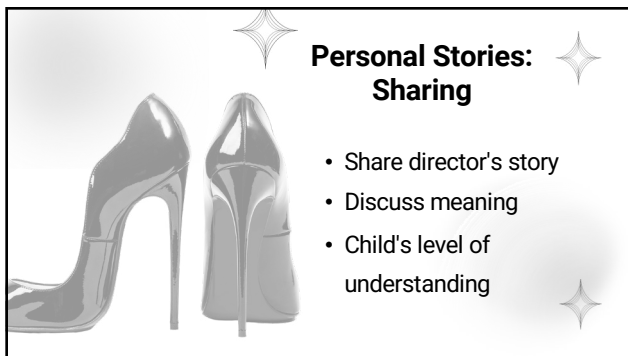 Personal Stories:
Sharing
• Share director's story
• Discuss meaning
• Child's level of
understanding